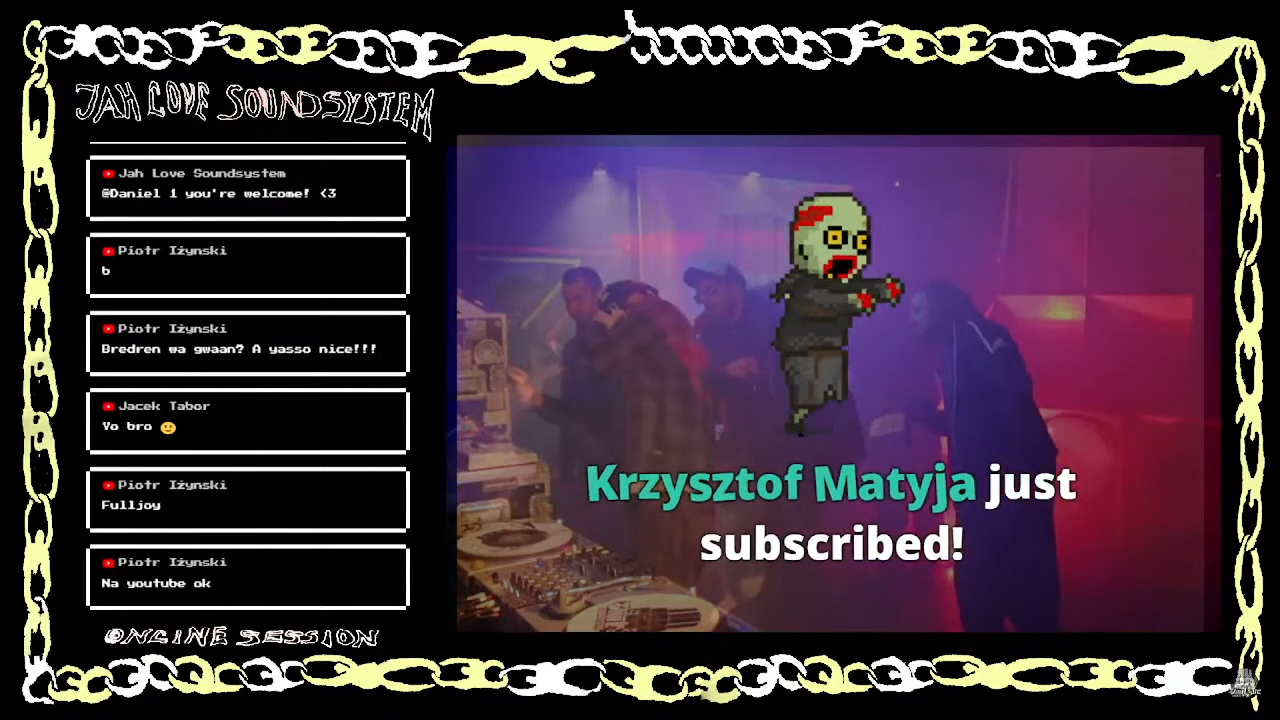 JAH LOVE SOUNDSYSTEM
Jah Love Soundsystem
@Daniel 1 you're welcome! <3
Piotr Iżynski
b
Piotr Iżynski
Bredren wa gwaan? A yasso nice!!!
Jacek Tabor
Yo bro 🙂
Piotr Iżynski
Fulljoy
Piotr Iżynski
Na youtube ok
ONLINE SESSION
Krzysztof Matyja just
subscribed!